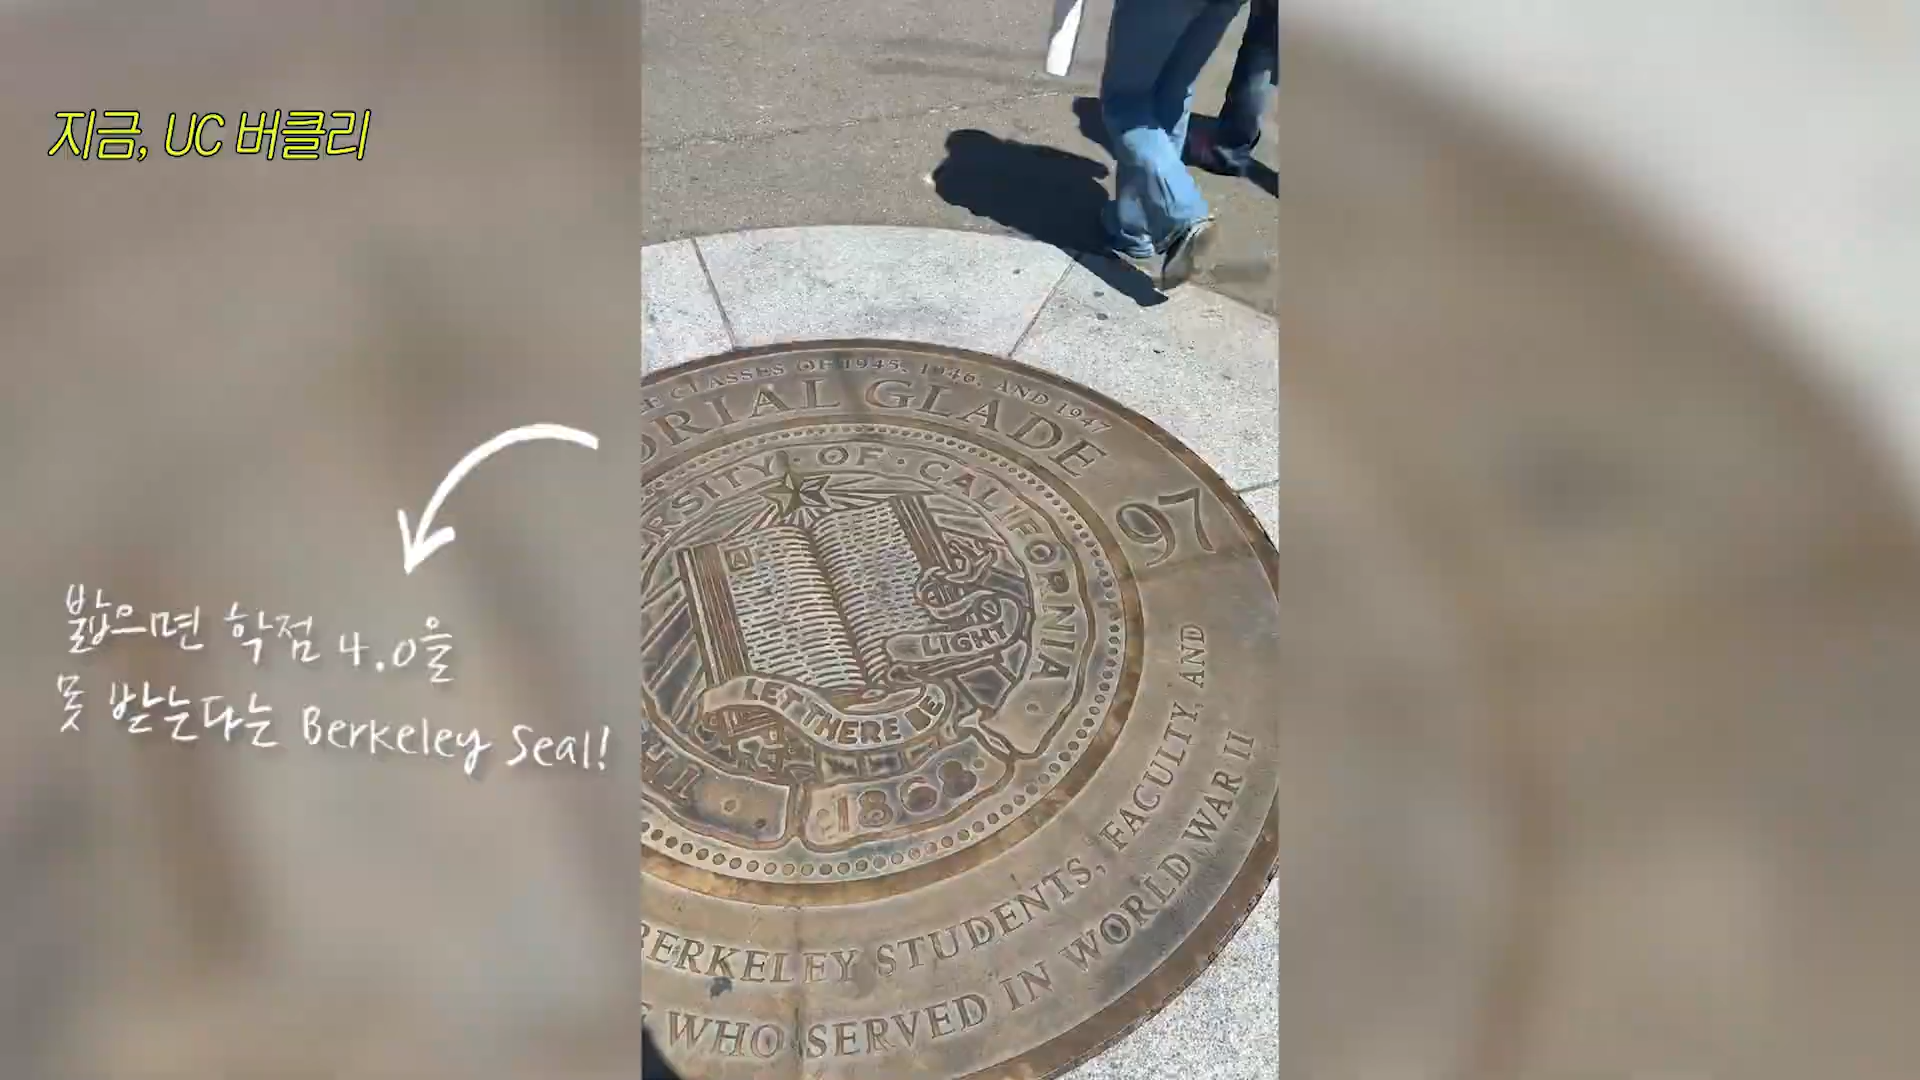 지금, UC 버클리
밟으면 학점 4.0을
못 받는다는 Berkeley Seal!
CLASSES OF 1945, 1946, AND 1947
GLADE
97
OF · CALIFORNIA
LET THERE BE
LIGHT
1868
BERKELEY STUDENTS, FACULTY, AND
WHO SERVED IN WORLD WAR II